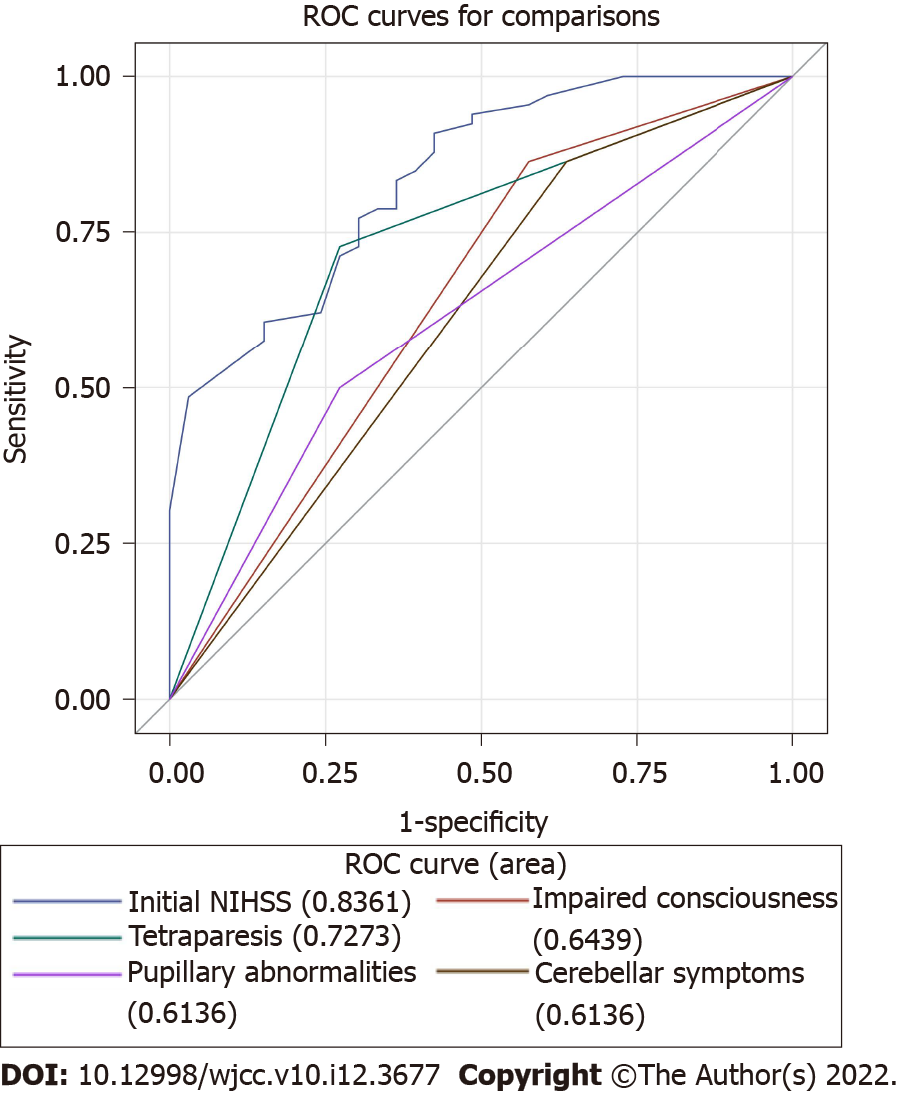 ROC curves for comparisons
1.00
0.75
0.50
0.25
0.00
Sensitivity
0.00 0.25 0.50 0.75 1.00
1-specificity
ROC curve (area)
Initial NIHSS (0.8361)
Impaired consciousness
(0.6439)
Tetraparesis (0.7273)
Pupillary abnormalities
(0.6136)
Cerebellar symptoms
(0.6136)
DOI: 10.12998/wjcc.v10.i12.3677 Copyright ©The Author(s) 2022.